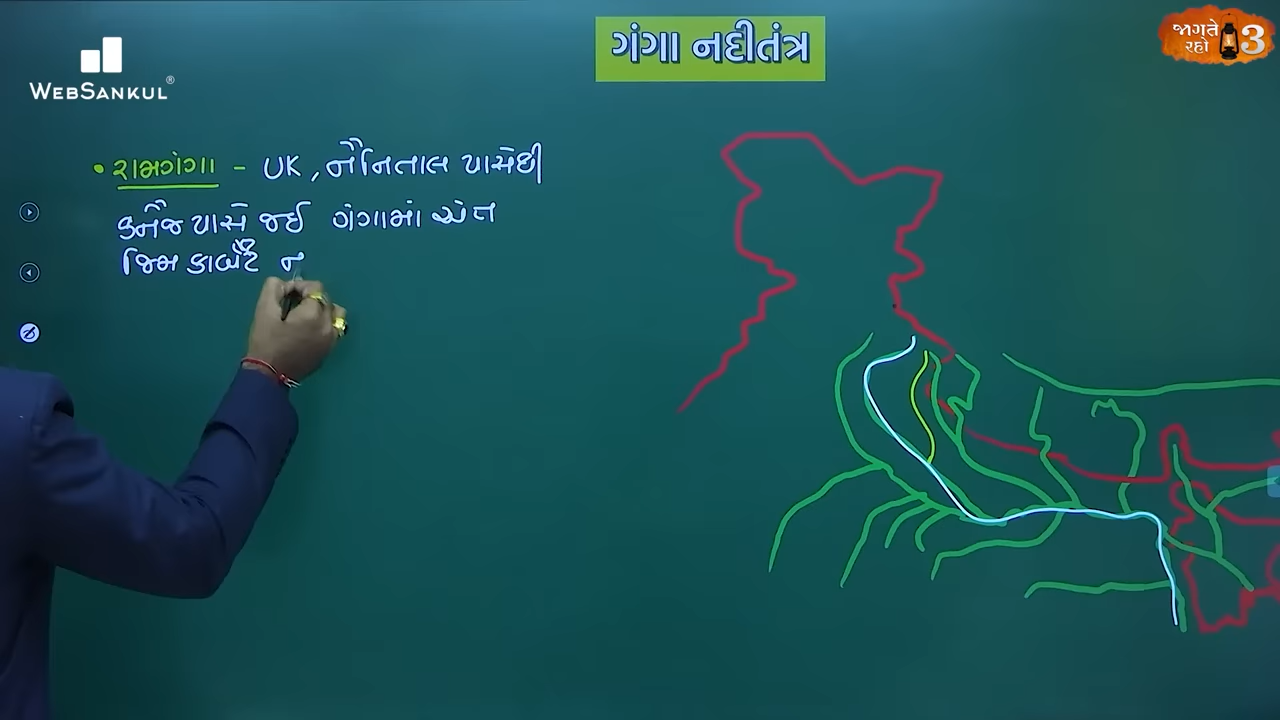 ગંગા નદીતંત્ર
જાગતે
રહો 3
WEBSANKUL®
• રામગંગા - UK, નૈનિતાલ પાસેથી
કનૈજ પાસે જઈ ગંગામાં અંત
જિમ કાર્બેટ ન